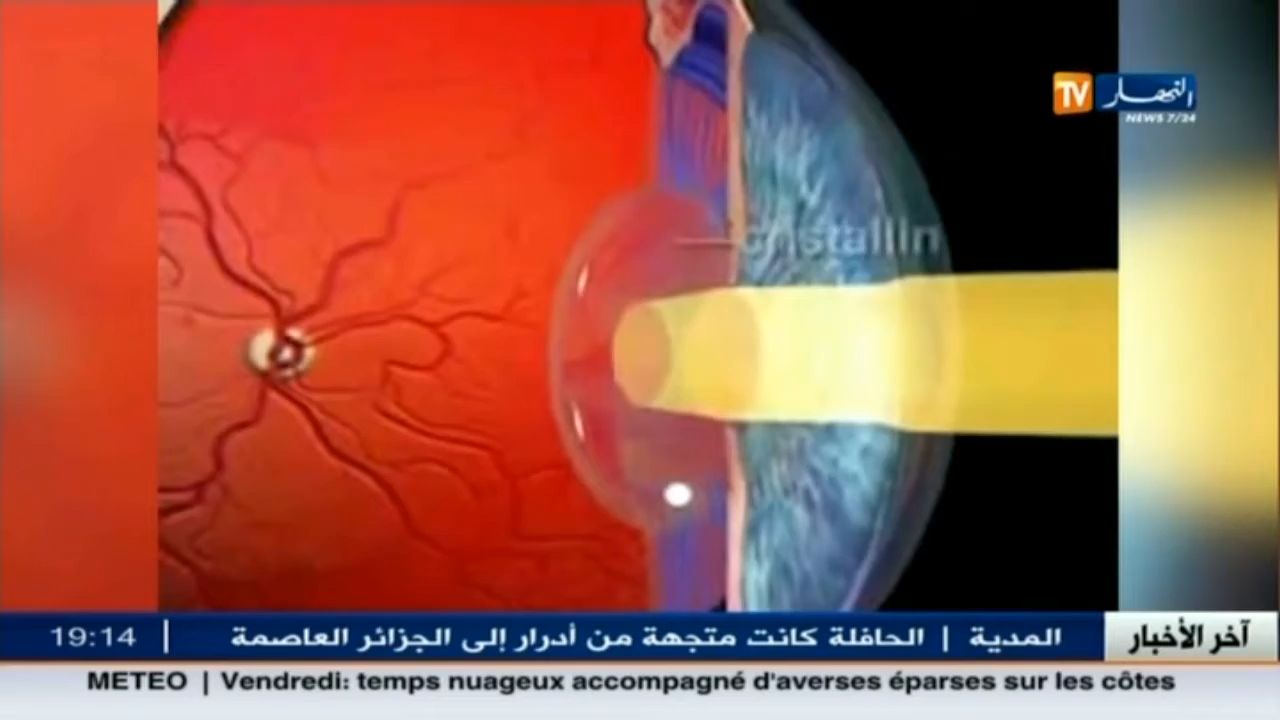 TV النهار
NEWS 7/24
cristallin
آخر الأخبار
المدية | الحافلة كانت متجهة من أدرار إلى الجزائر العاصمة
19:14
METEO | Vendredi: temps nuageux accompagné d'averses éparses sur les côtes